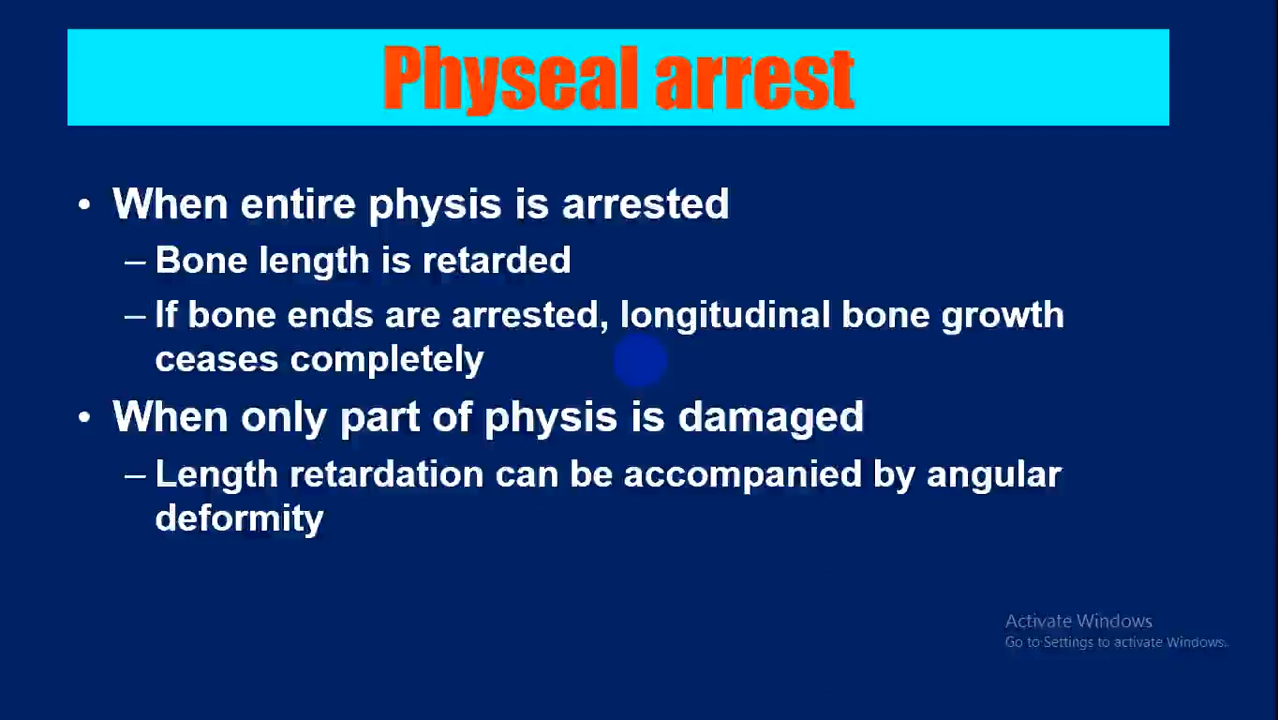 Physeal arrest
• When entire physis is arrested
– Bone length is retarded
– If bone ends are arrested, longitudinal bone growth
ceases completely
• When only part of physis is damaged
– Length retardation can be accompanied by angular
deformity
Activate Windows
Go to Settings to activate Windows.